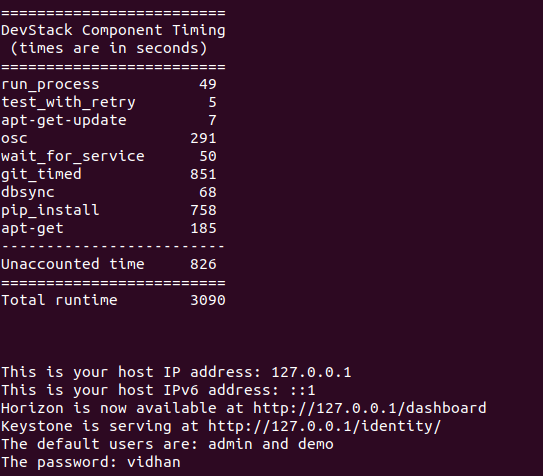 =========================
DevStack Component Timing
 (times are in seconds)
=========================
run_process           49
test_with_retry        5
apt-get-update         7
osc                  291
wait_for_service      50
git_timed            851
dbsync                68
pip_install          758
apt-get              185
-------------------------
Unaccounted time     826
=========================
Total runtime        3090
This is your host IP address: 127.0.0.1
This is your host IPv6 address: ::1
Horizon is now available at http://127.0.0.1/dashboard
Keystone is serving at http://127.0.0.1/identity/
The default users are: admin and demo
The password: vidhan